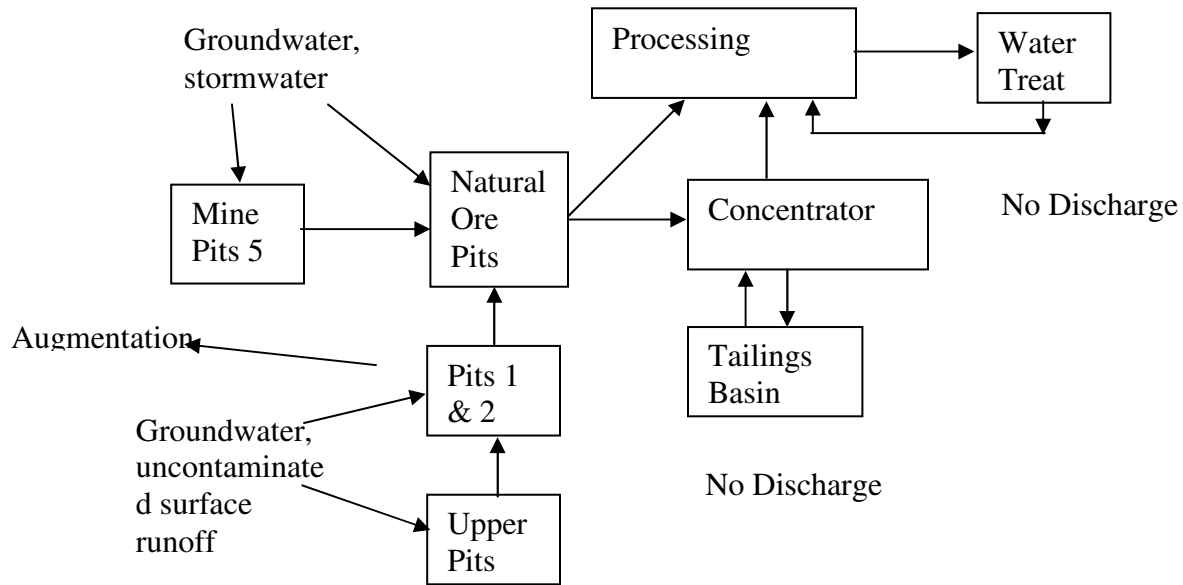 Groundwater,
stormwater
Processing
Water
Treat
Mine
Pits 5
Natural
Ore
Pits
Concentrator
No Discharge
Augmentation
Pits 1
& 2
Tailings
Basin
Groundwater,
uncontaminate
d surface
runoff
No Discharge
Upper
Pits